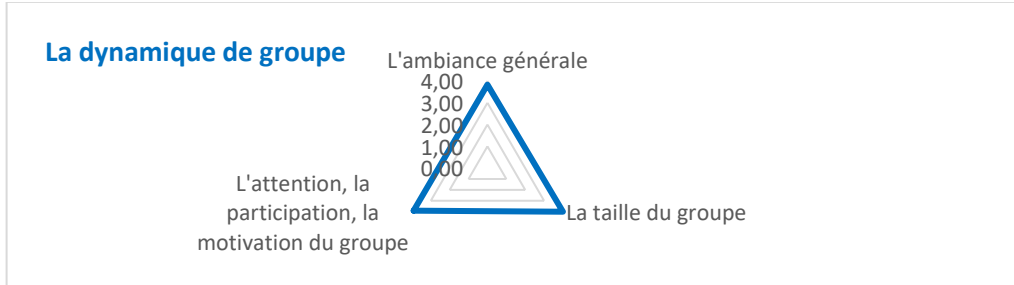 La dynamique de groupe
L'ambiance générale
4,00
3,00
2,00
1,00
0,00
L'attention, la
participation, la
motivation du groupe
La taille du groupe